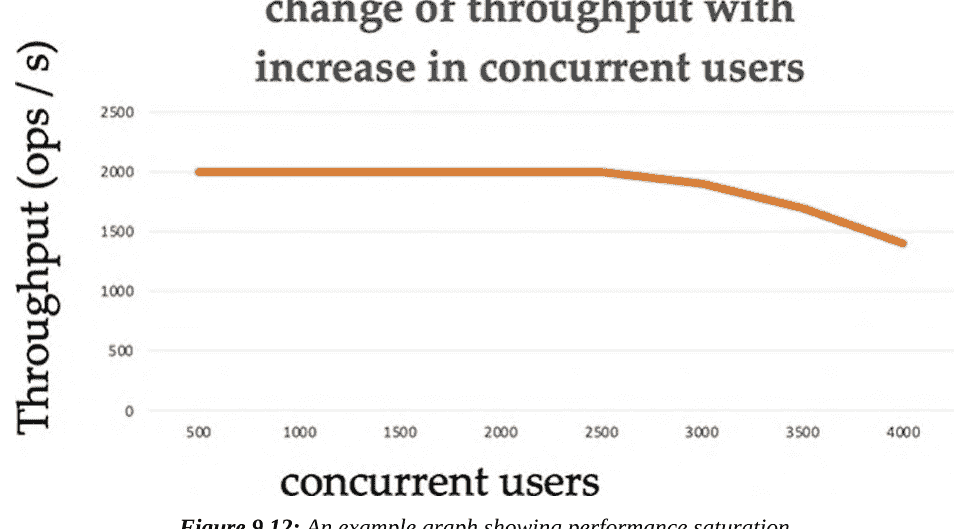 change of throughput with
increase in concurrent users
Throughput (ops / s)
2500
2000
1500
1000
500
0
500 1000 1500 2000 2500 3000 3500 4000
concurrent users
Figure 9.12: An example graph showing performance saturation